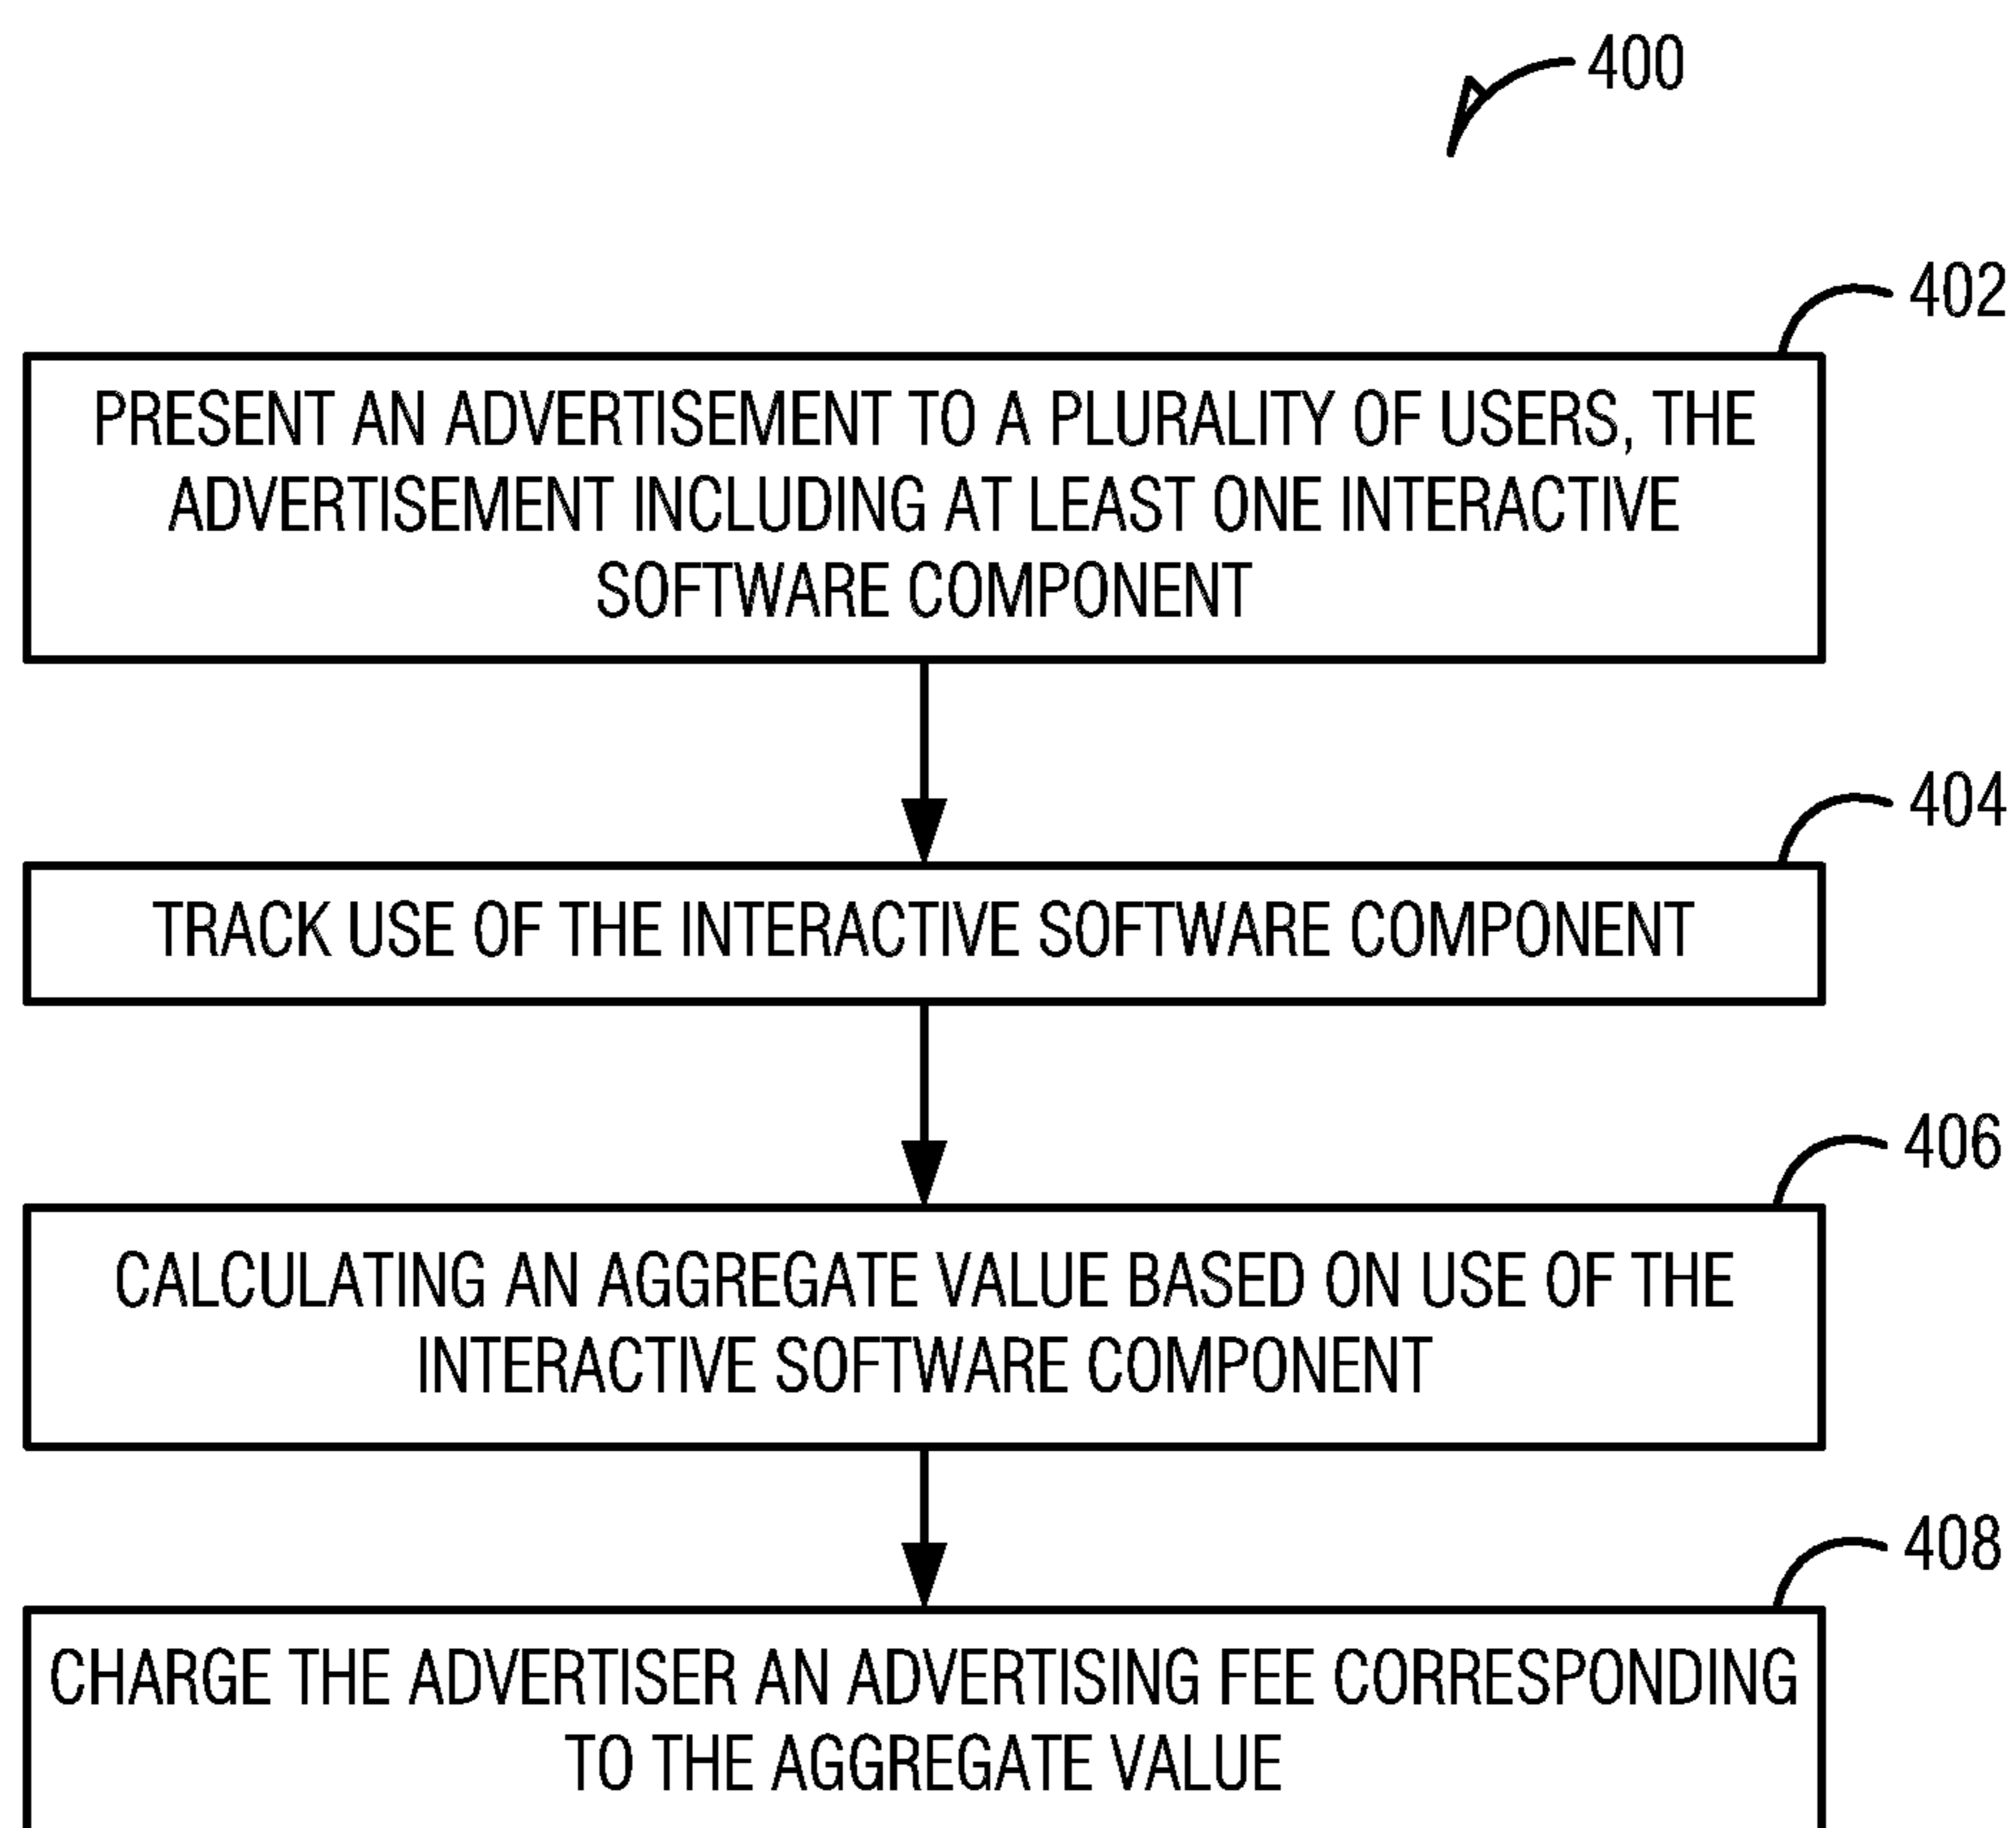 400
402
PRESENT AN ADVERTISEMENT TO A PLURALITY OF USERS, THE
ADVERTISEMENT INCLUDING AT LEAST ONE INTERACTIVE
SOFTWARE COMPONENT
404
TRACK USE OF THE INTERACTIVE SOFTWARE COMPONENT
406
CALCULATING AN AGGREGATE VALUE BASED ON USE OF THE
INTERACTIVE SOFTWARE COMPONENT
408
CHARGE THE ADVERTISER AN ADVERTISING FEE CORRESPONDING
TO THE AGGREGATE VALUE